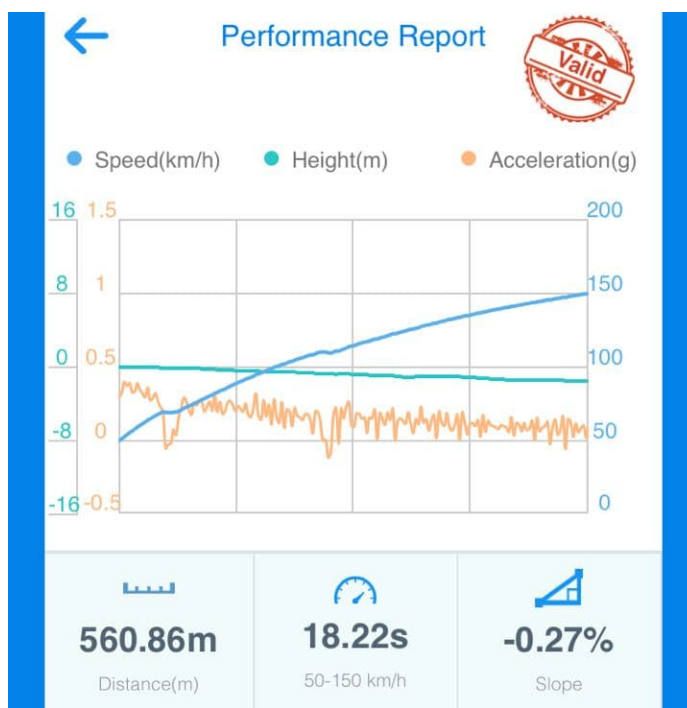 Performance Report
Valid
Speed(km/h) Height(m) Acceleration(g)
16 1.5 200
8 1 150
0 0.5 100
-8 0 50
-16 -0.5 0
560.86m 18.22s -0.27%
Distance(m) 50-150 km/h Slope